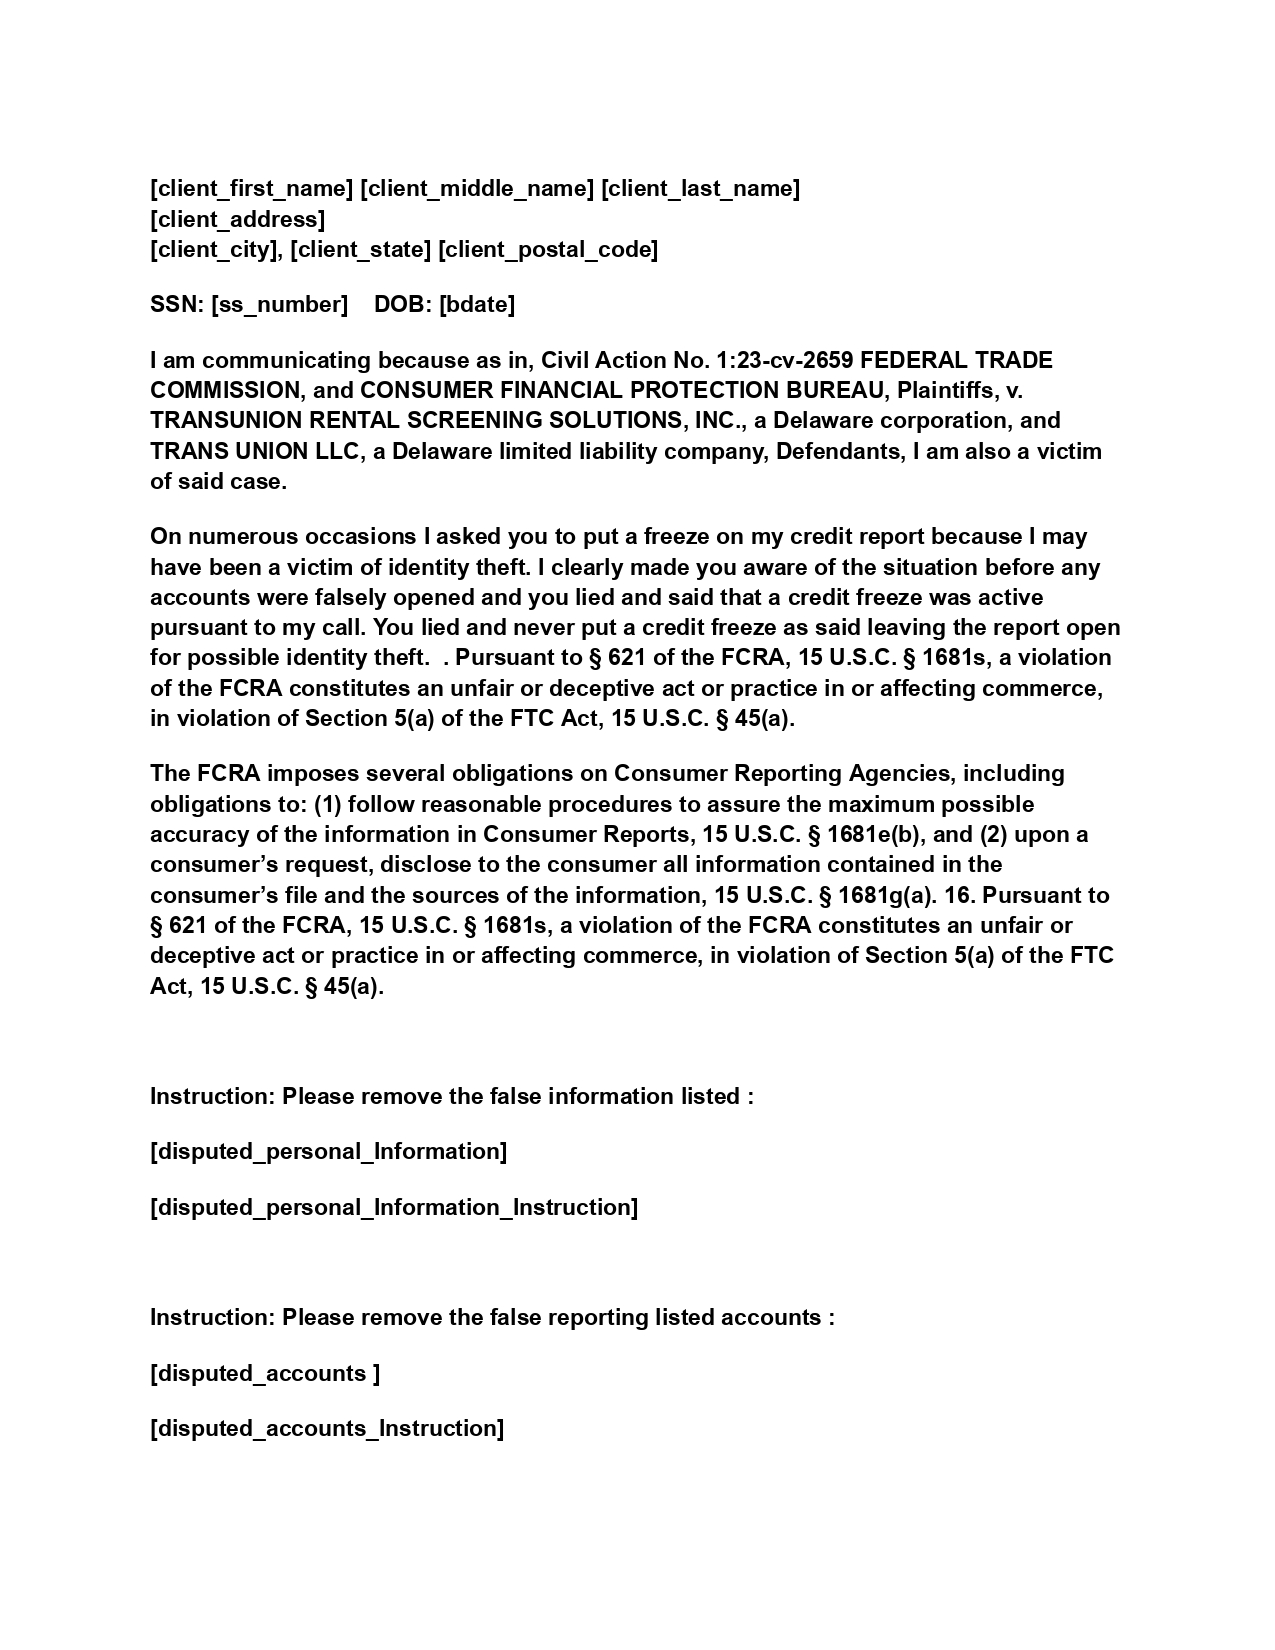 [client_first_name] [client_middle_name] [client_last_name]
[client_address]
[client_city], [client_state] [client_postal_code]
SSN: [ss_number]    DOB: [bdate]
I am communicating because as in, Civil Action No. 1:23-cv-2659 FEDERAL TRADE
COMMISSION, and CONSUMER FINANCIAL PROTECTION BUREAU, Plaintiffs, v.
TRANSUNION RENTAL SCREENING SOLUTIONS, INC., a Delaware corporation, and
TRANS UNION LLC, a Delaware limited liability company, Defendants, I am also a victim
of said case.
On numerous occasions I asked you to put a freeze on my credit report because I may
have been a victim of identity theft. I clearly made you aware of the situation before any
accounts were falsely opened and you lied and said that a credit freeze was active
pursuant to my call. You lied and never put a credit freeze as said leaving the report open
for possible identity theft.  . Pursuant to § 621 of the FCRA, 15 U.S.C. § 1681s, a violation
of the FCRA constitutes an unfair or deceptive act or practice in or affecting commerce,
in violation of Section 5(a) of the FTC Act, 15 U.S.C. § 45(a).
The FCRA imposes several obligations on Consumer Reporting Agencies, including
obligations to: (1) follow reasonable procedures to assure the maximum possible
accuracy of the information in Consumer Reports, 15 U.S.C. § 1681e(b), and (2) upon a
consumer’s request, disclose to the consumer all information contained in the
consumer’s file and the sources of the information, 15 U.S.C. § 1681g(a). 16. Pursuant to
§ 621 of the FCRA, 15 U.S.C. § 1681s, a violation of the FCRA constitutes an unfair or
deceptive act or practice in or affecting commerce, in violation of Section 5(a) of the FTC
Act, 15 U.S.C. § 45(a).
Instruction: Please remove the false information listed :
[disputed_personal_Information]
[disputed_personal_Information_Instruction]
Instruction: Please remove the false reporting listed accounts :
[disputed_accounts ]
[disputed_accounts_Instruction]